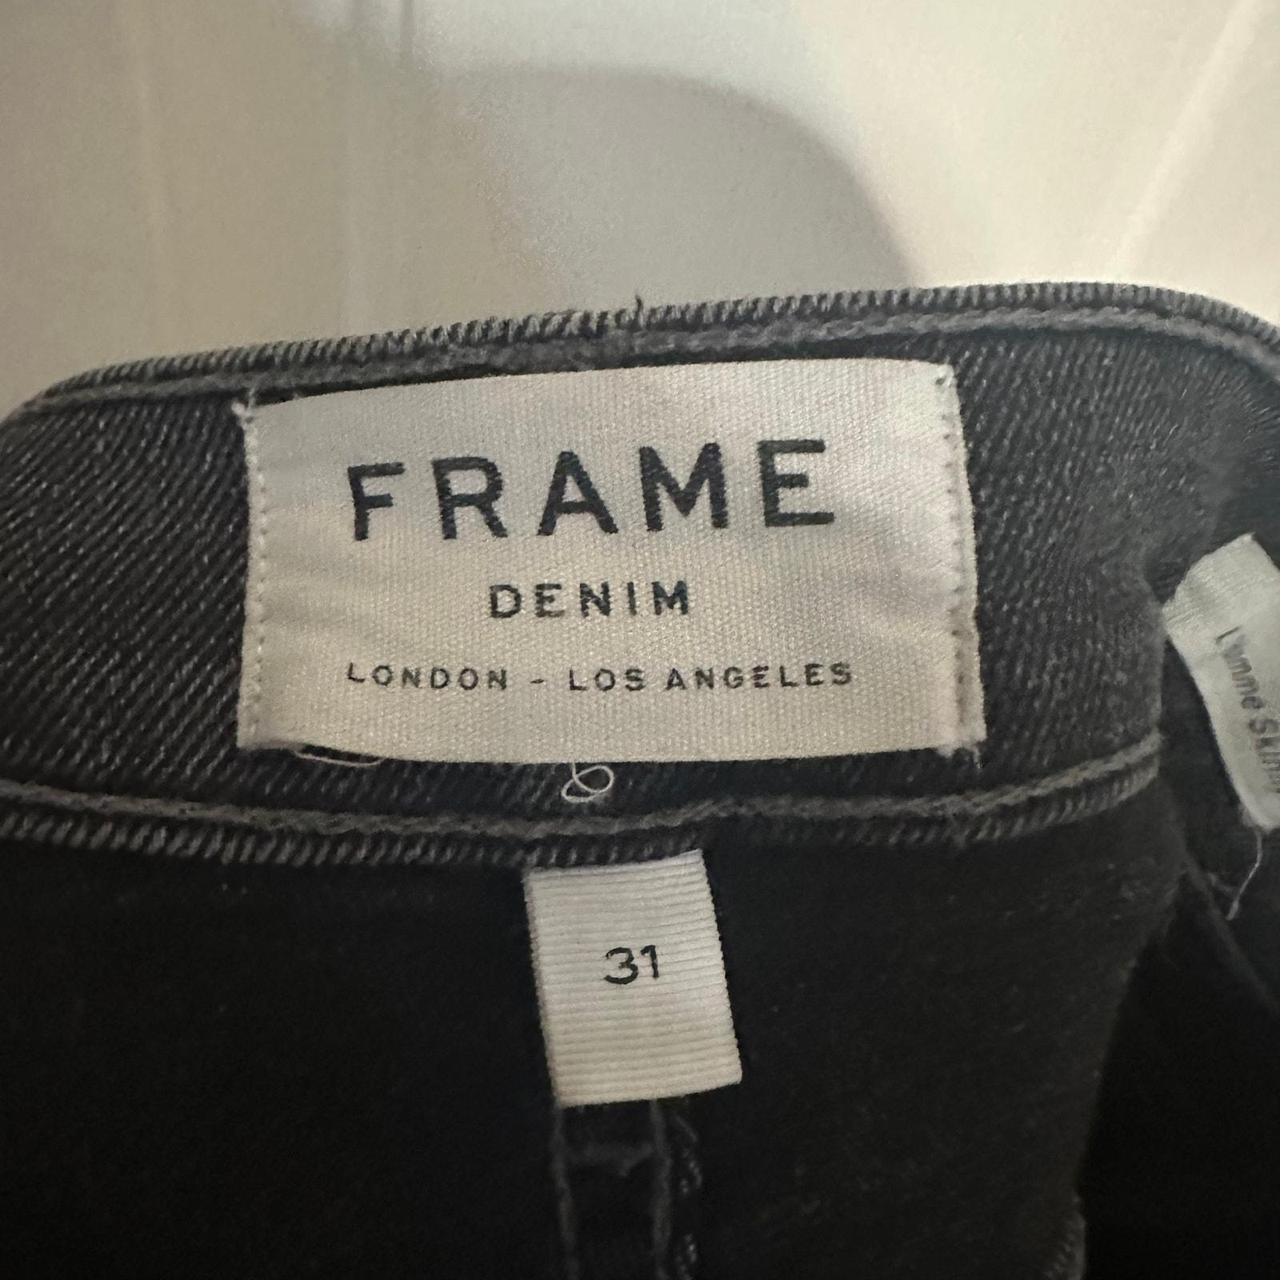 FRAME
DENIM
LONDON - LOS ANGELES
31